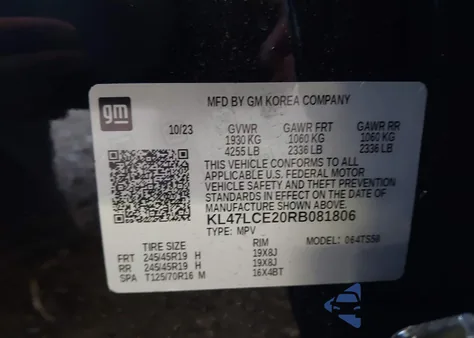 gm
MFD BY GM KOREA COMPANY
10/23 GVWR GAWR FRT GAWR RR
1930 KG 1060 KG 1060 KG
4255 LB 2336 LB 2336 LB
THIS VEHICLE CONFORMS TO ALL
APPLICABLE U.S. FEDERAL MOTOR
VEHICLE SAFETY AND THEFT PREVENTION
STANDARDS IN EFFECT ON THE DATE OF
MANUFACTURE SHOWN ABOVE.
KL47LCE20RB081806
TYPE: MPV
TIRE SIZE RIM MODEL:
FRT 245/45R19 H 19X8J
RR 245/45R19 H 19X8J
SPA T125/70R16 M 16X4BT